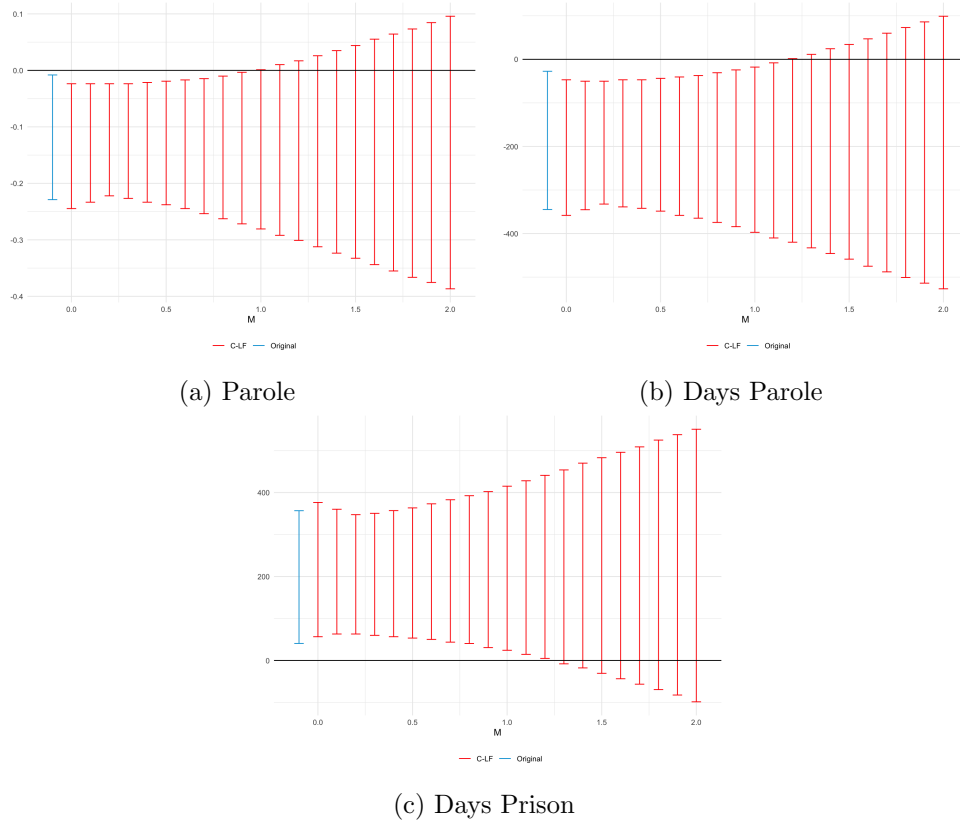 0.1
0.0
-0.1
-0.2
-0.3
-0.4
0.0 0.5 1.0 1.5 2.0
M
C-LF Original
(a) Parole
0
-200
-400
0.0 0.5 1.0 1.5 2.0
M
C-LF Original
(b) Days Parole
400
200
0
0.0 0.5 1.0 1.5 2.0
M
C-LF Original
(c) Days Prison